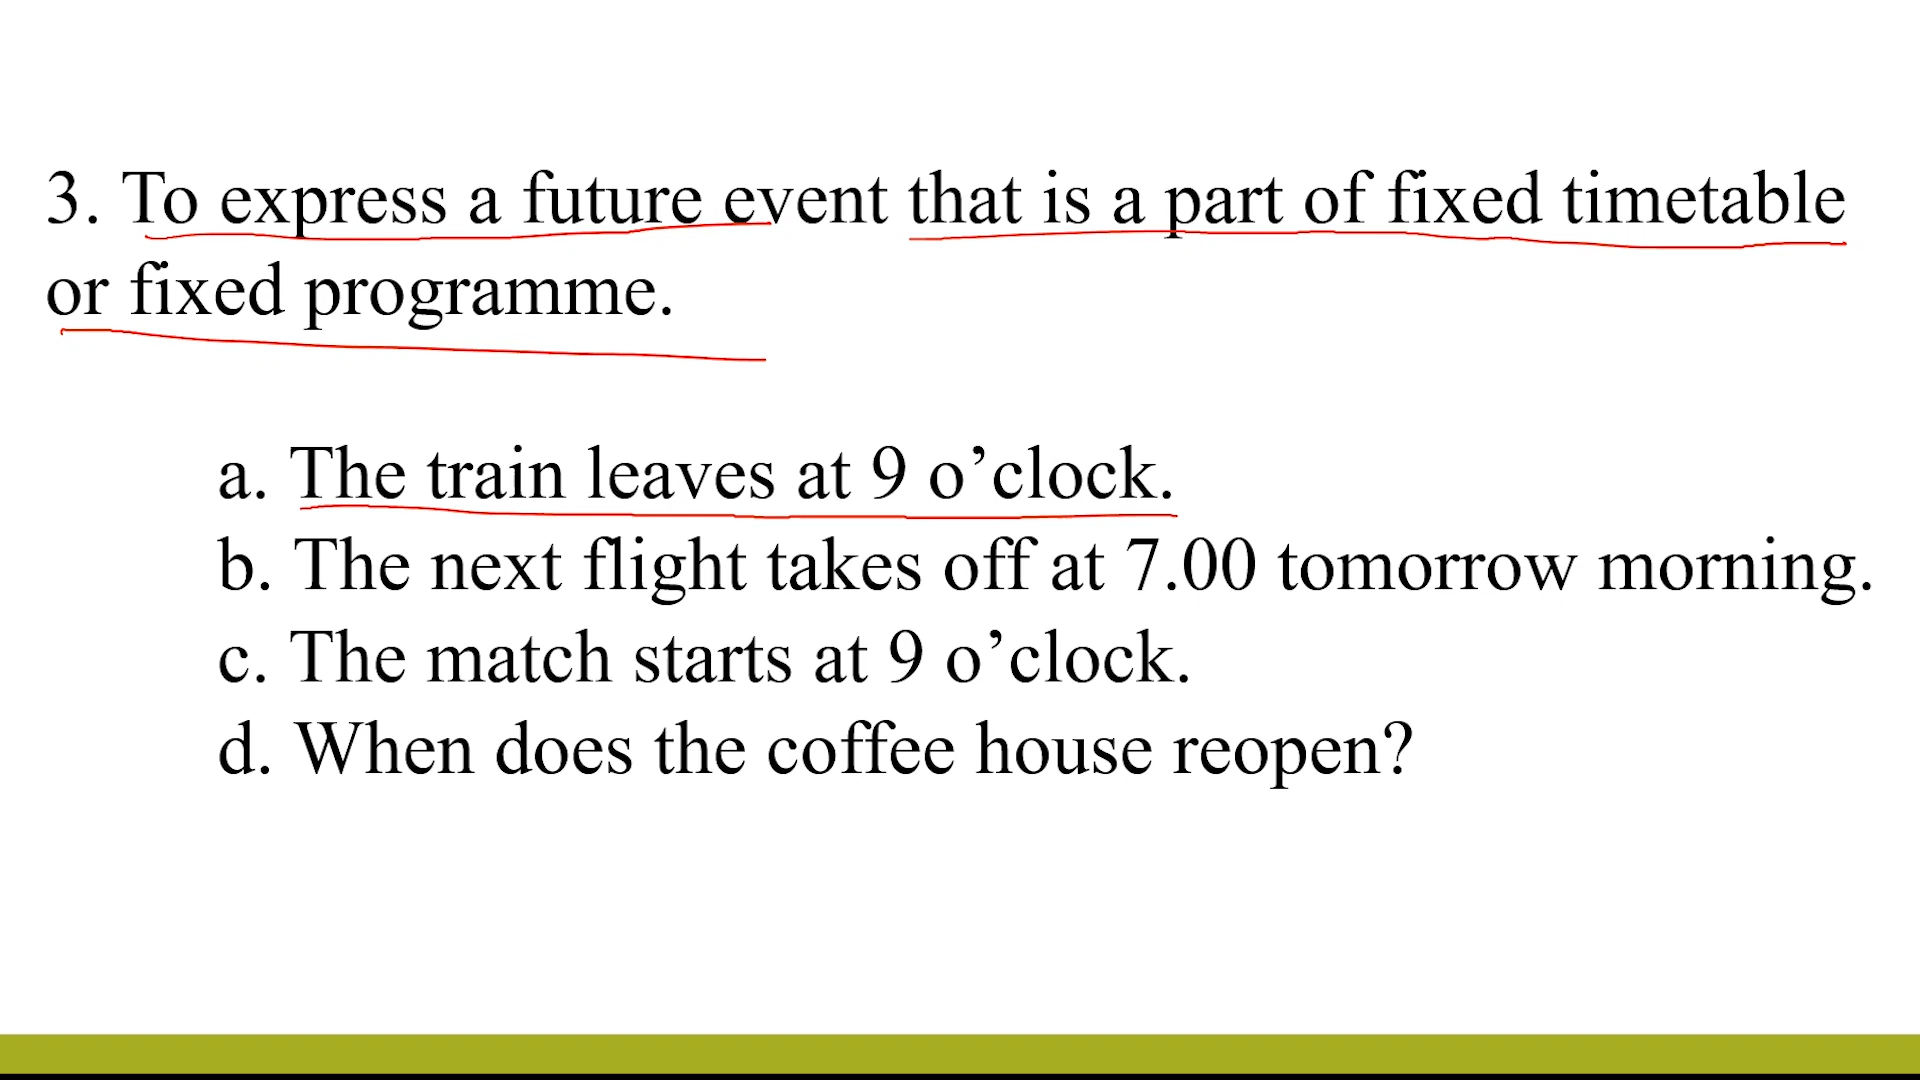 3. To express a future event that is a part of fixed timetable
or fixed programme.
a. The train leaves at 9 o’clock.
b. The next flight takes off at 7.00 tomorrow morning.
c. The match starts at 9 o’clock.
d. When does the coffee house reopen?